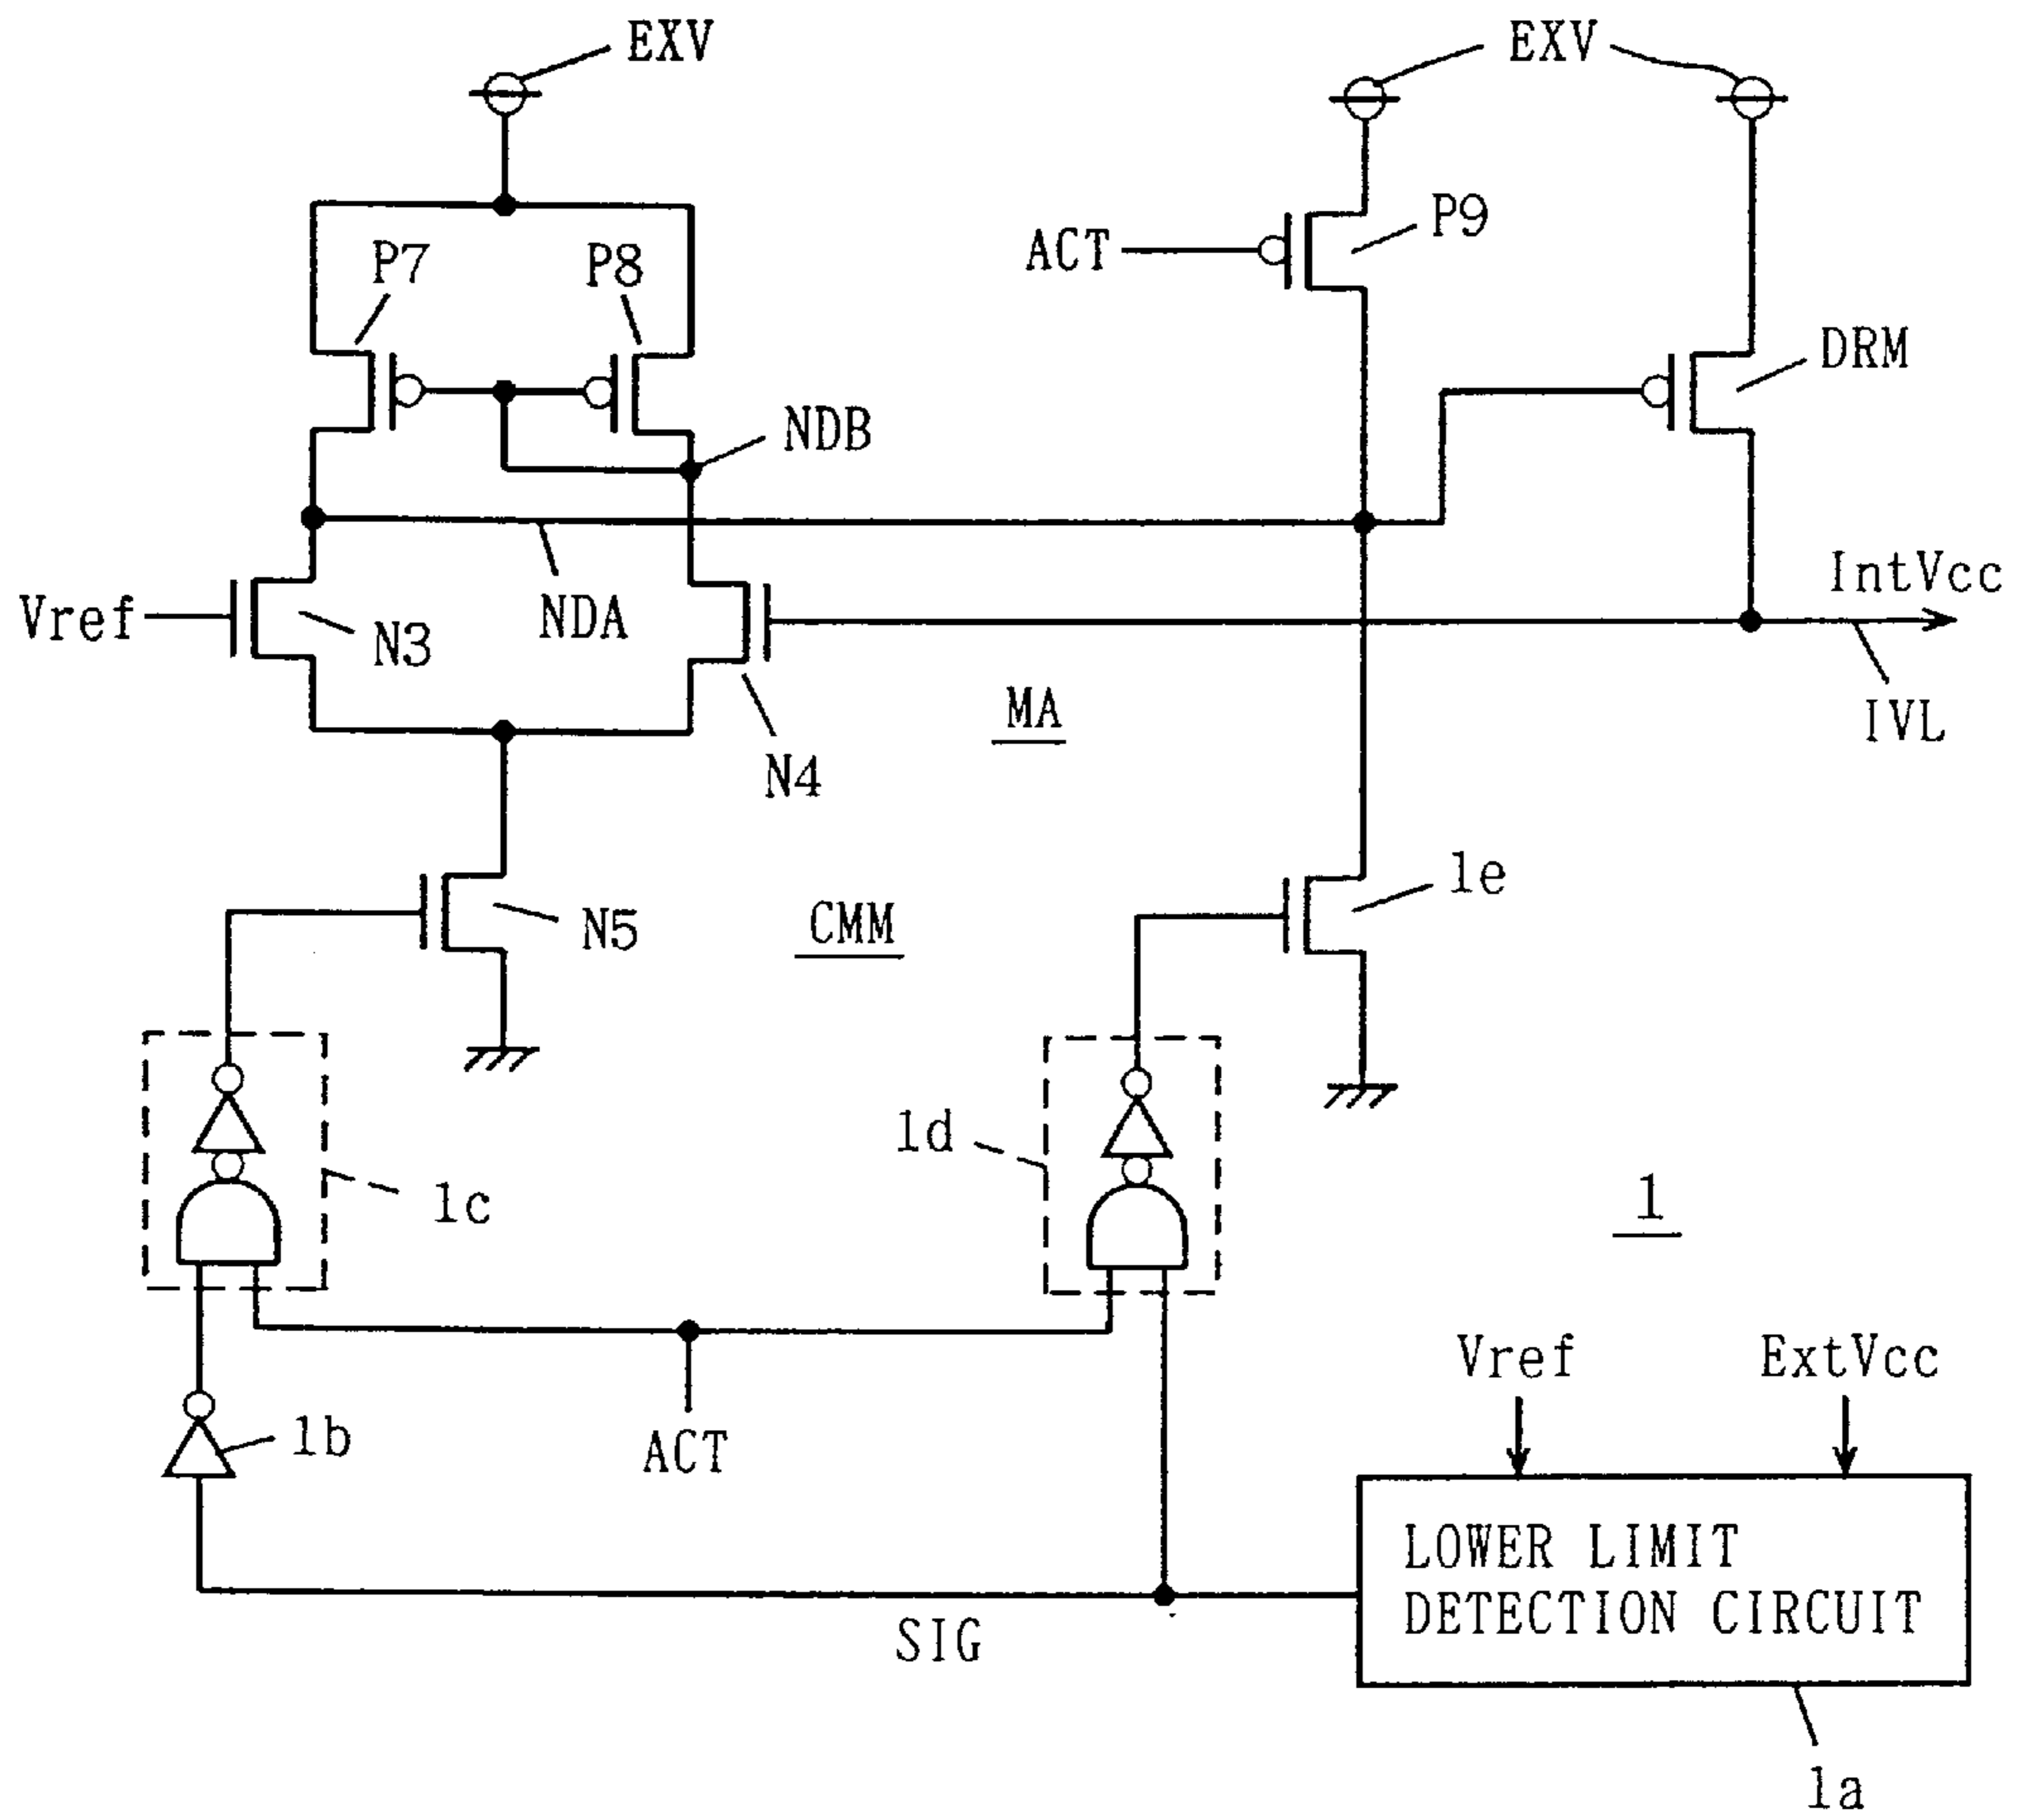 EXV
EXV
P7
P8
ACT
P9
DRM
NDB
IntVcc
Vref
N3
NDA
MA
IVL
N4
1e
N5
CMM
1d
1c
1
Vref
ExtVcc
1b
ACT
LOWER LIMIT
DETECTION CIRCUIT
SIG
1a